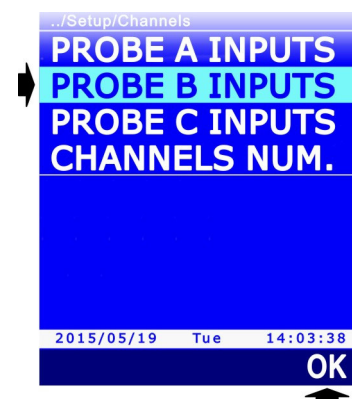 ../Setup/Channels
PROBE A INPUTS
PROBE B INPUTS
PROBE C INPUTS
CHANNELS NUM.
2015/05/19 Tue 14:03:38
OK